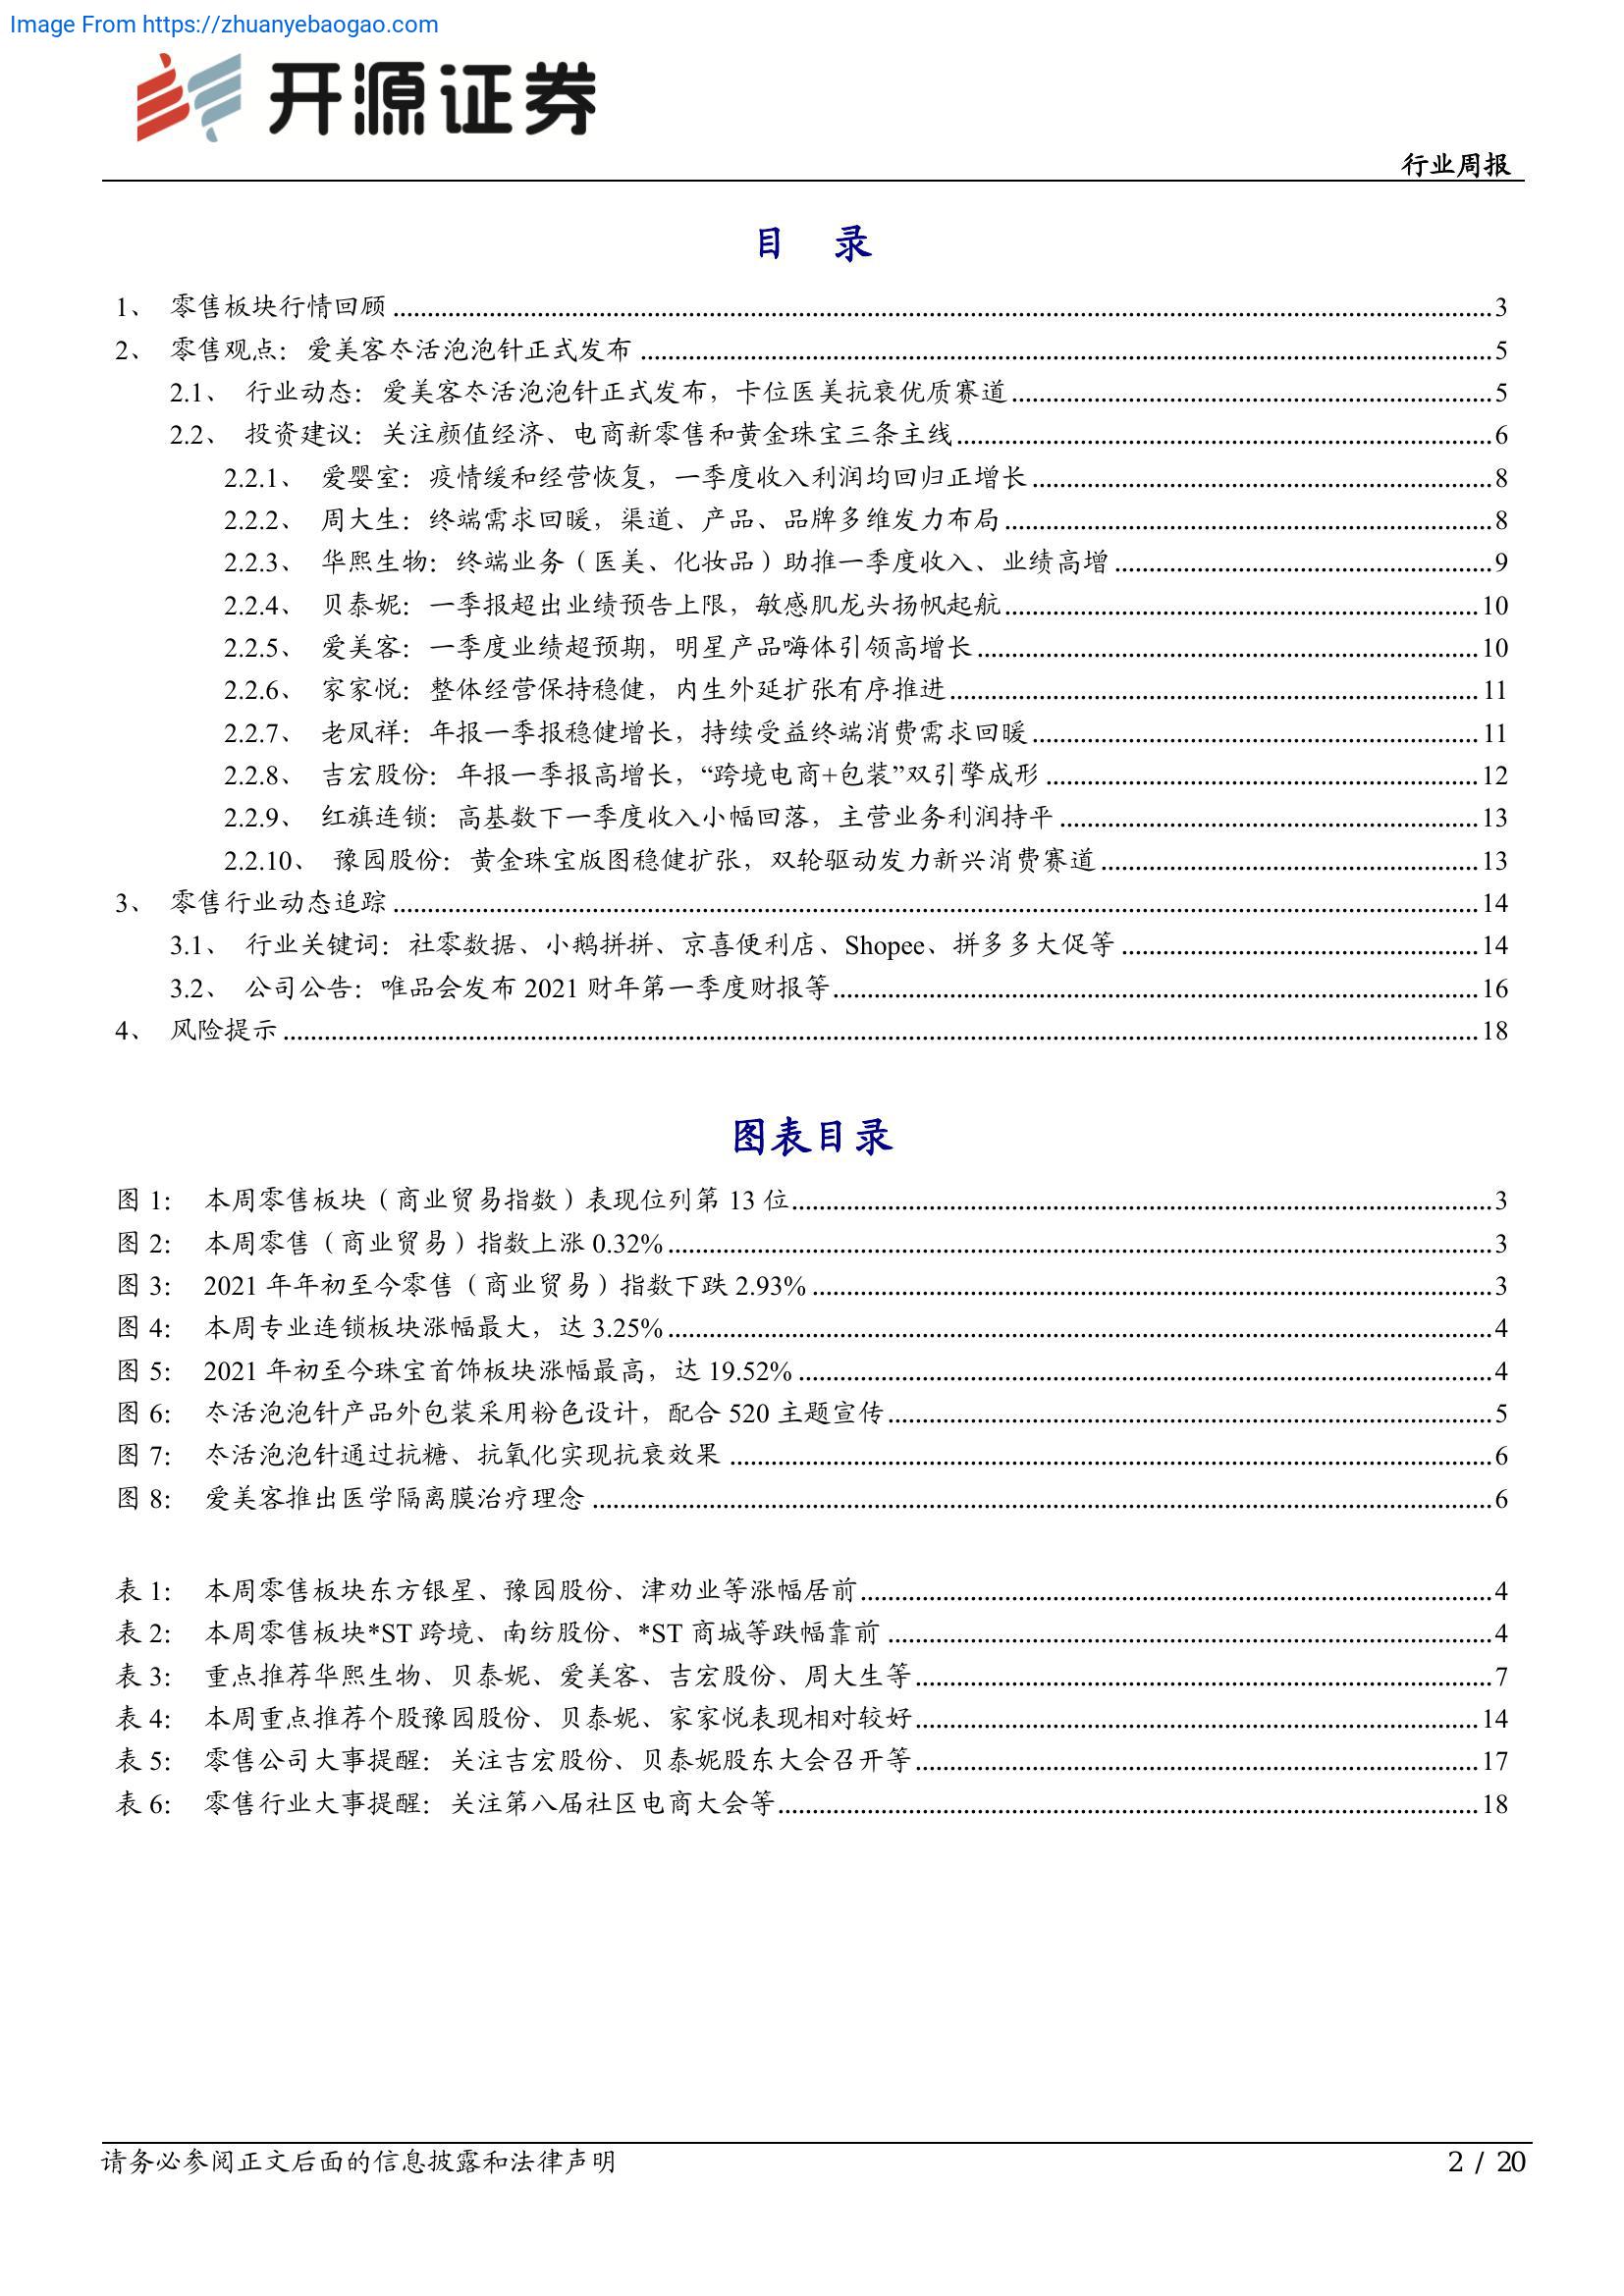 Image From https://zhuanyebaogao.com
开源证券
行业周报
目 录
1、 零售板块行情回顾 3
2、 零售观点：爱美客冭活泡泡针正式发布 5
2.1、 行业动态：爱美客冭活泡泡针正式发布，卡位医美抗衰优质赛道 5
2.2、 投资建议：关注颜值经济、电商新零售和黄金珠宝三条主线 6
2.2.1、 爱婴室：疫情缓和经营恢复，一季度收入利润均回归正增长 8
2.2.2、 周大生：终端需求回暖，渠道、产品、品牌多维发力布局 8
2.2.3、 华熙生物：终端业务（医美、化妆品）助推一季度收入、业绩高增 9
2.2.4、 贝泰妮：一季报超出业绩预告上限，敏感肌龙头扬帆起航 10
2.2.5、 爱美客：一季度业绩超预期，明星产品嗨体引领高增长 10
2.2.6、 家家悦：整体经营保持稳健，内生外延扩张有序推进 11
2.2.7、 老凤祥：年报一季报稳健增长，持续受益终端消费需求回暖 11
2.2.8、 吉宏股份：年报一季报高增长，“跨境电商+包装”双引擎成形 12
2.2.9、 红旗连锁：高基数下一季度收入小幅回落，主营业务利润持平 13
2.2.10、 豫园股份：黄金珠宝版图稳健扩张，双轮驱动发力新兴消费赛道 13
3、 零售行业动态追踪 14
3.1、 行业关键词：社零数据、小鹅拼拼、京喜便利店、Shopee、拼多多大促等 14
3.2、 公司公告：唯品会发布 2021 财年第一季度财报等 16
4、 风险提示 18
图表目录
图 1： 本周零售板块（商业贸易指数）表现位列第 13 位 3
图 2： 本周零售（商业贸易）指数上涨 0.32% 3
图 3： 2021 年年初至今零售（商业贸易）指数下跌 2.93% 3
图 4： 本周专业连锁板块涨幅最大，达 3.25% 4
图 5： 2021 年初至今珠宝首饰板块涨幅最高，达 19.52% 4
图 6： 冭活泡泡针产品外包装采用粉色设计，配合 520 主题宣传 5
图 7： 冭活泡泡针通过抗糖、抗氧化实现抗衰效果 6
图 8： 爱美客推出医学隔离膜治疗理念 6
表 1： 本周零售板块东方银星、豫园股份、津劝业等涨幅居前 4
表 2： 本周零售板块*ST 跨境、南纺股份、*ST 商城等跌幅靠前 4
表 3： 重点推荐华熙生物、贝泰妮、爱美客、吉宏股份、周大生等 7
表 4： 本周重点推荐个股豫园股份、贝泰妮、家家悦表现相对较好 14
表 5： 零售公司大事提醒：关注吉宏股份、贝泰妮股东大会召开等 17
表 6： 零售行业大事提醒：关注第八届社区电商大会等 18
请务必参阅正文后面的信息披露和法律声明
2 / 20